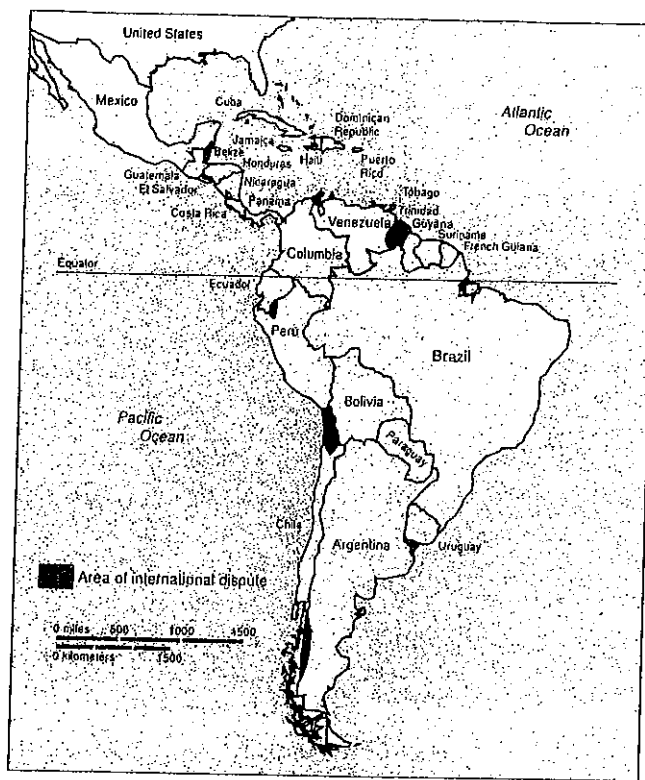 United States
Mexico
Cuba
Atlantic
Ocean
Dominican
Republic
Jamaica
Haiti
Puerto
Rico
Belize
Honduras
Guatemala
El Salvador
Nicaragua
Costa Rica
Panama
Tobago
Trinidad
Venezuela
Guyana
Suriname
French Guiana
Columbia
Equator
Ecuador
Perú
Brazil
Bolivia
Pacific
Ocean
Paraguay
Chile
Argentina
Uruguay
Area of international dispute
0 miles 500 1000 1500
0 kilometers 1500